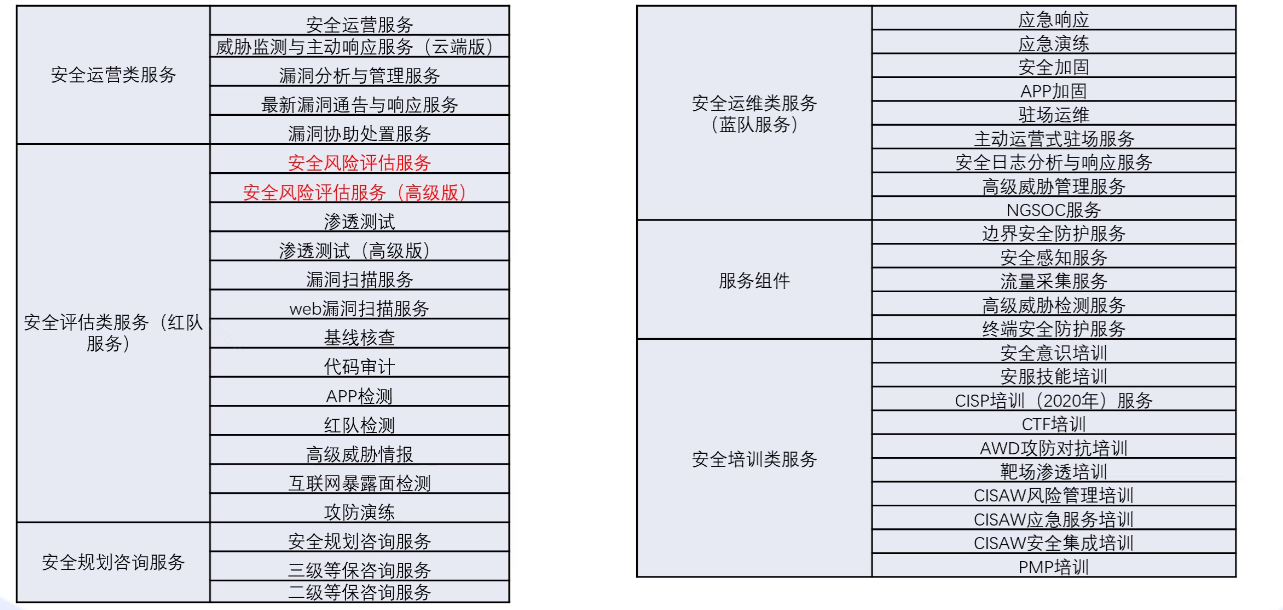 安全运营类服务
安全运营服务
威胁监测与主动响应服务（云端版）
漏洞分析与管理服务
最新漏洞通告与响应服务
漏洞协助处置服务
安全评估类服务（红队
服务）
安全风险评估服务
安全风险评估服务（高级版）
渗透测试
渗透测试（高级版）
漏洞扫描服务
web漏洞扫描服务
基线核查
代码审计
APP检测
红队检测
高级威胁情报
互联网暴露面检测
攻防演练
安全规划咨询服务
安全规划咨询服务
三级等保咨询服务
二级等保咨询服务
安全运维类服务
（蓝队服务）
应急响应
应急演练
安全加固
APP加固
驻场运维
主动运营式驻场服务
安全日志分析与响应服务
高级威胁管理服务
NGSOC服务
服务组件
边界安全防护服务
安全感知服务
流量采集服务
高级威胁检测服务
终端安全防护服务
安全培训类服务
安全意识培训
安服技能培训
CISP培训（2020年）服务
CTF培训
AWD攻防对抗培训
靶场渗透培训
CISAW风险管理培训
CISAW应急服务培训
CISAW安全集成培训
PMP培训